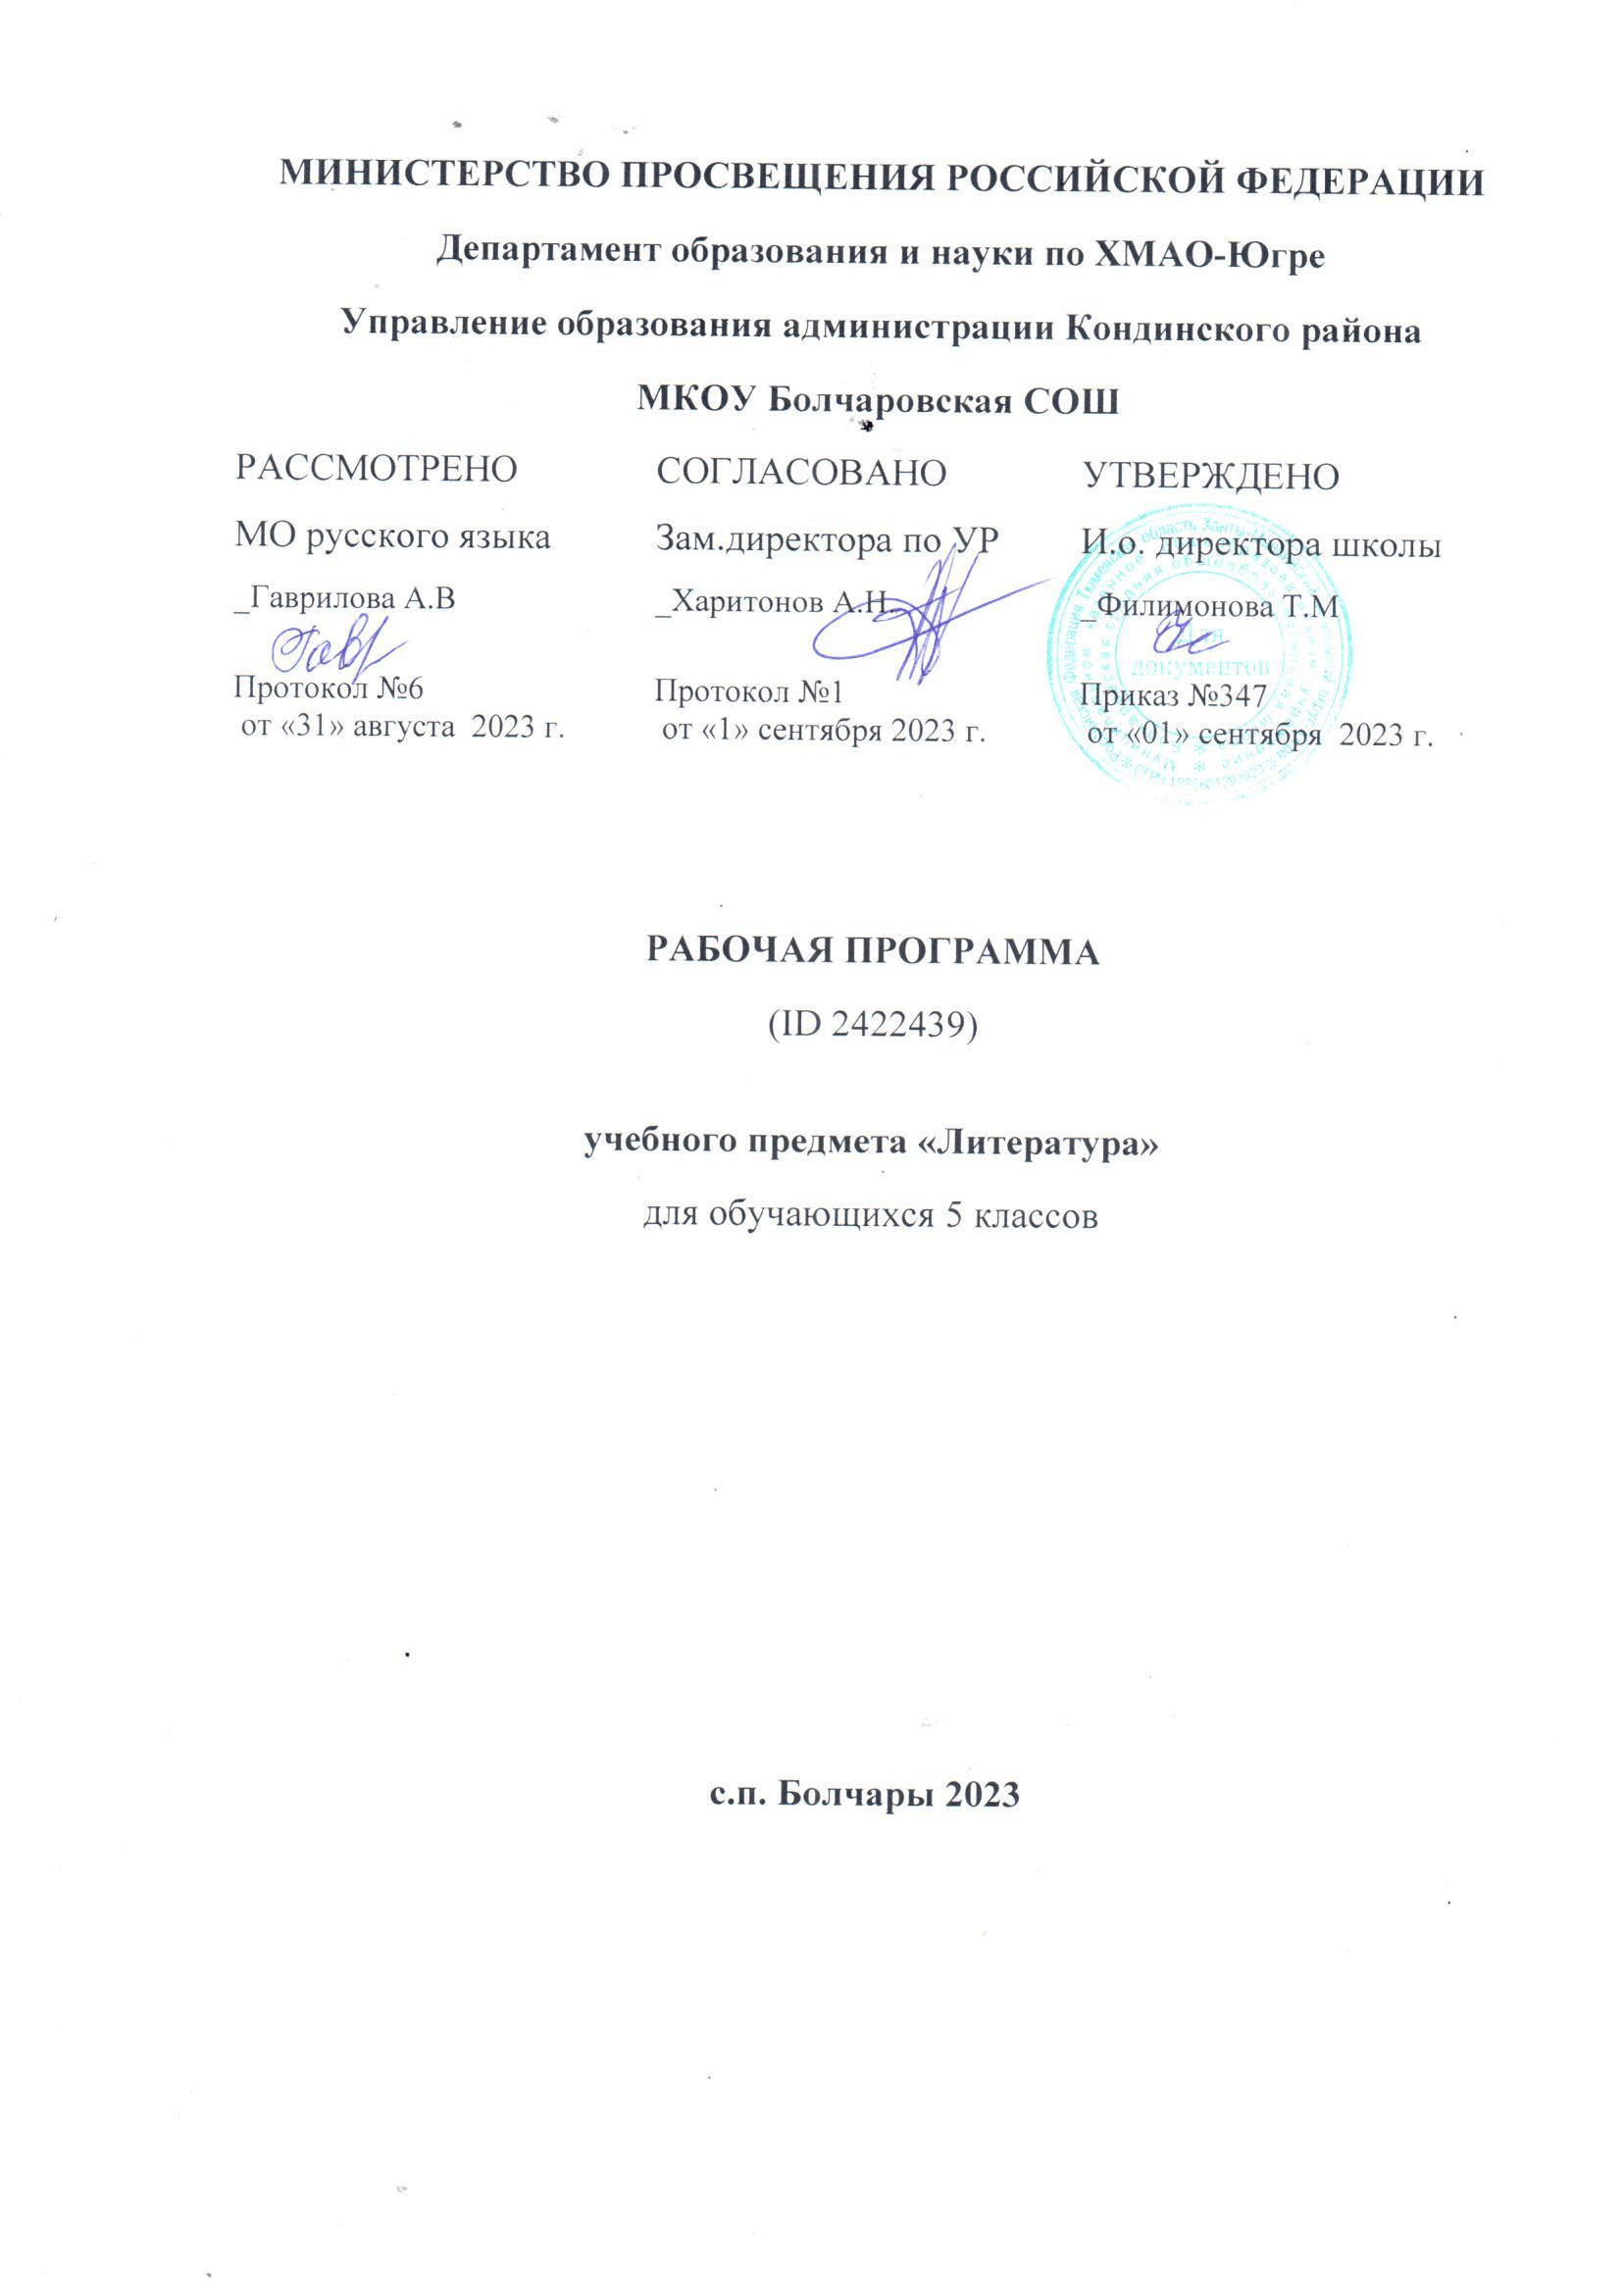 МИНИСТЕРСТВО ПРОСВЕЩЕНИЯ РОССИЙСКОЙ ФЕДЕРАЦИИ
Департамент образования и науки по ХМАО-Югре
Управление образования администрации Кондинского района
МКОУ Болчаровская СОШ
РАССМОТРЕНО
МО русского языка
_Гаврилова А.В
Гавр
Протокол №6
от «31» августа 2023 г.
СОГЛАСОВАНО
Зам.директора по УР
_Харитонов А.Н.
Протокол №1
от «1» сентября 2023 г.
УТВЕРЖДЕНО
И.о. директора школы
_Филимонова Т.М
Для
документов
Приказ №347
от «01» сентября 2023 г.
РАБОЧАЯ ПРОГРАММА
(ID 2422439)
учебного предмета «Литература»
для обучающихся 5 классов
с.п. Болчары 2023